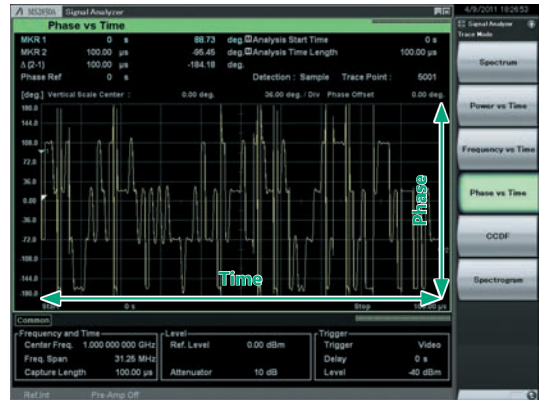 MS2690A Signal Analyzer 4/9/2011 10:26:53
Phase vs Time
MKR 1 0 s 88.73 deg. Analysis Start Time 0 s
MKR 2 100.00 µs -95.45 deg. Analysis Time Length 100.00 µs
Δ (2-1) 100.00 µs -184.18 deg.
Phase Ref 0 s Detection : Sample Trace Point : 5001
[deg.] Vertical Scale Center : 0.00 deg. 36.00 deg. / Div Phase Offset 0.00 deg.
180.0
144.0
108.0
72.0
36.0
0.00
-36.0
-72.0
-108.0
-144.0
-180.0
Phase
Time
Start 0 s Stop 100.00 µs
Common
Frequency and Time
Center Freq. 1.000 000 000 GHz
Freq. Span 31.25 MHz
Capture Length 100.00 µs
Level
Ref. Level 0.00 dBm
Attenuator 10 dB
Trigger
Trigger Video
Delay 0 s
Level -40 dBm
Ref.Int Pre-Amp Off
Signal Analyzer
Trace Mode
Spectrum
Power vs Time
Frequency vs Time
Phase vs Time
CCDF
Spectrogram